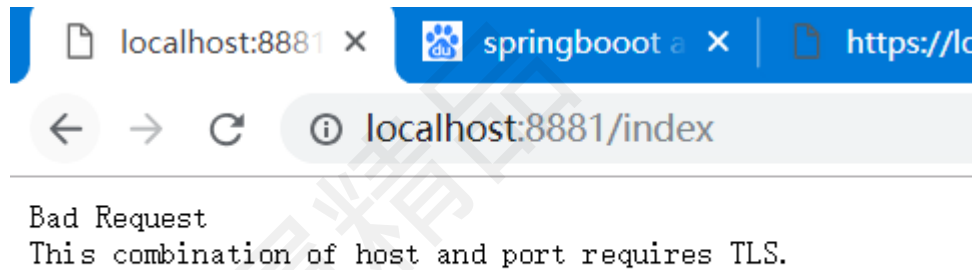 localhost:8881
springbooot a
https://lo
localhost:8881/index
Bad Request
This combination of host and port requires TLS.